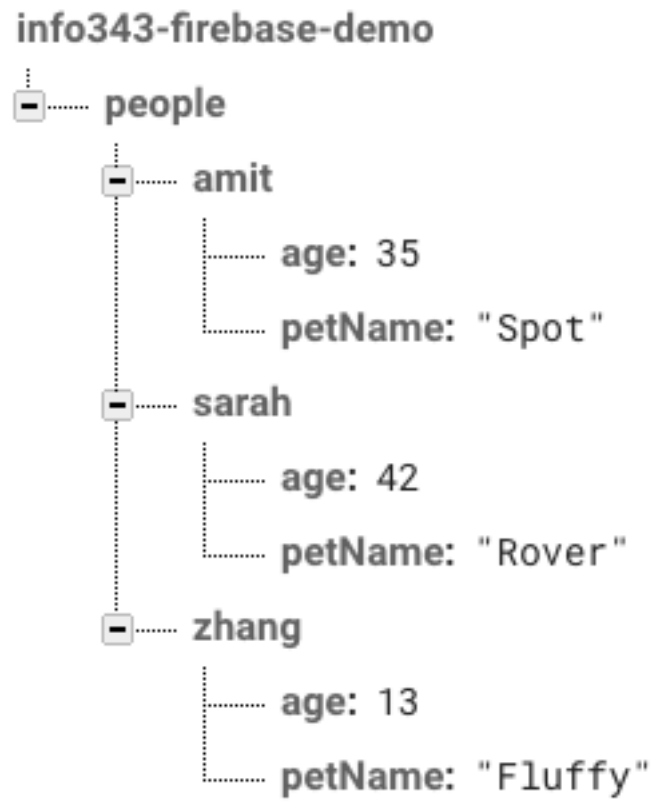 info343-firebase-demo
people
amit
age: 35
petName: "Spot"
sarah
age: 42
petName: "Rover"
zhang
age: 13
petName: "Fluffy"